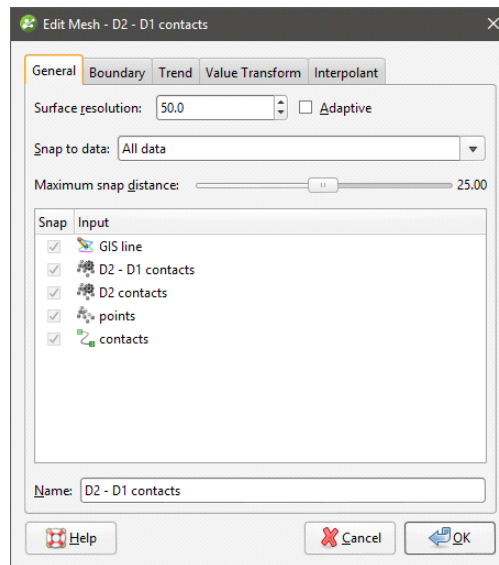 Edit Mesh - D2 - D1 contacts
General Boundary Trend Value Transform Interpolant
Surface resolution: 50.0 Adaptive
Snap to data: All data
Maximum snap distance: 25.00
Snap Input
GIS line
D2 - D1 contacts
D2 contacts
points
contacts
Name: D2 - D1 contacts
Help Cancel OK